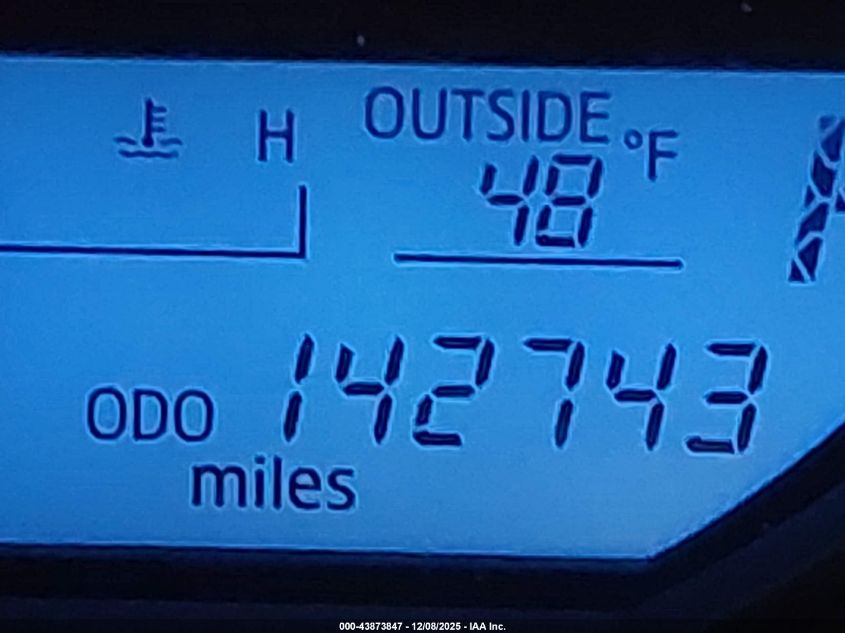 H
OUTSIDE
48 °F
ODO 142743
miles
000-43873847 - 12/08/2025 - IAA Inc.